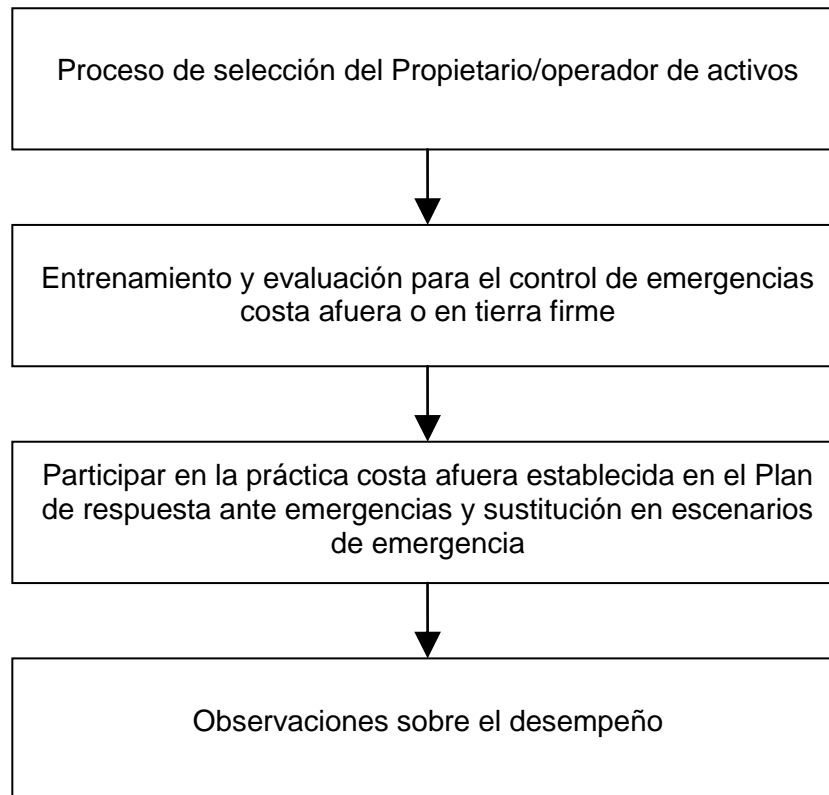 Proceso de selección del Propietario/operador de activos
Entrenamiento y evaluación para el control de emergencias
costa afuera o en tierra firme
Participar en la práctica costa afuera establecida en el Plan
de respuesta ante emergencias y sustitución en escenarios
de emergencia
Observaciones sobre el desempeño